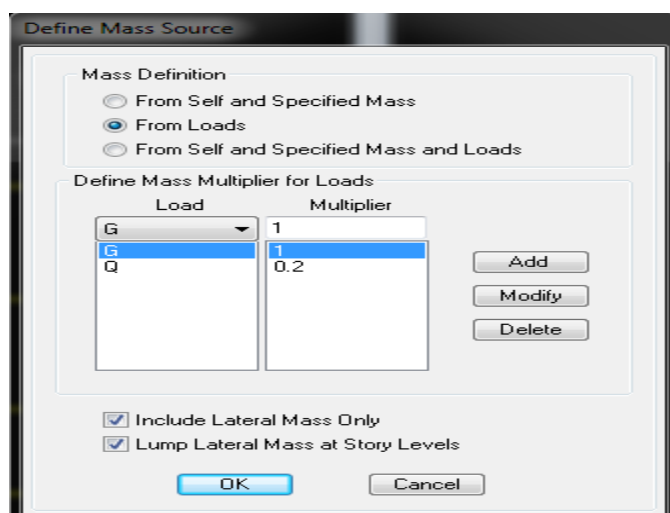 Define Mass Source
Mass Definition
From Self and Specified Mass
From Loads
From Self and Specified Mass and Loads
Define Mass Multiplier for Loads
Load Multiplier
G 1
G 1
Q 0.2
Add
Modify
Delete
Include Lateral Mass Only
Lump Lateral Mass at Story Levels
OK Cancel